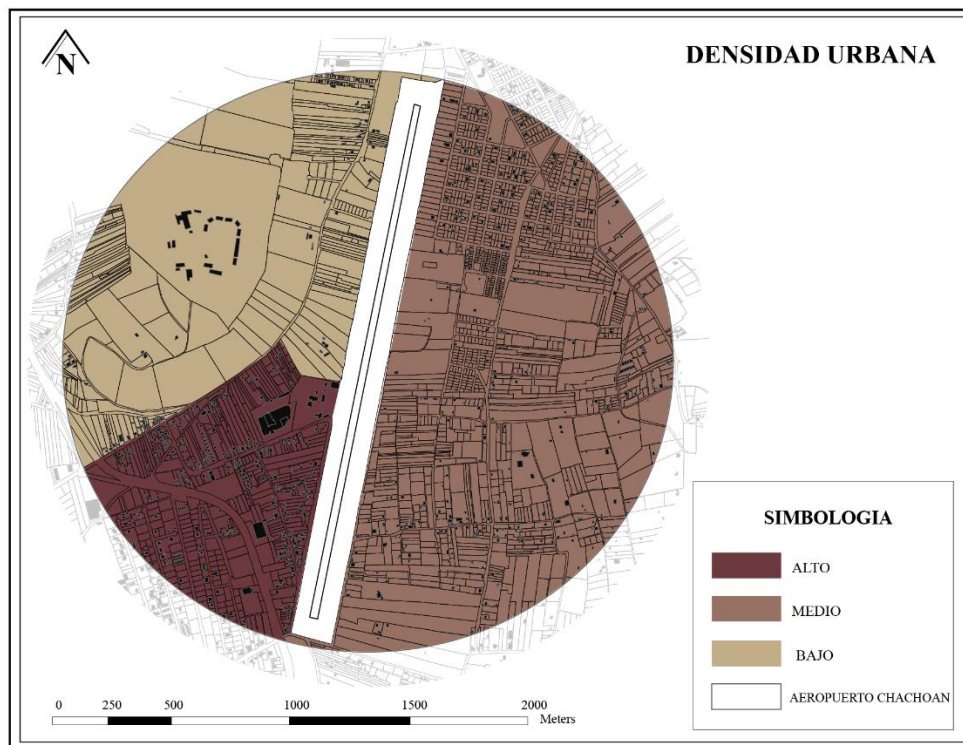 N
DENSIDAD URBANA
SIMBOLOGIA
ALTO
MEDIO
BAJO
AEROPUERTO CHACHOAN
0 250 500 1000 1500 2000
Meters